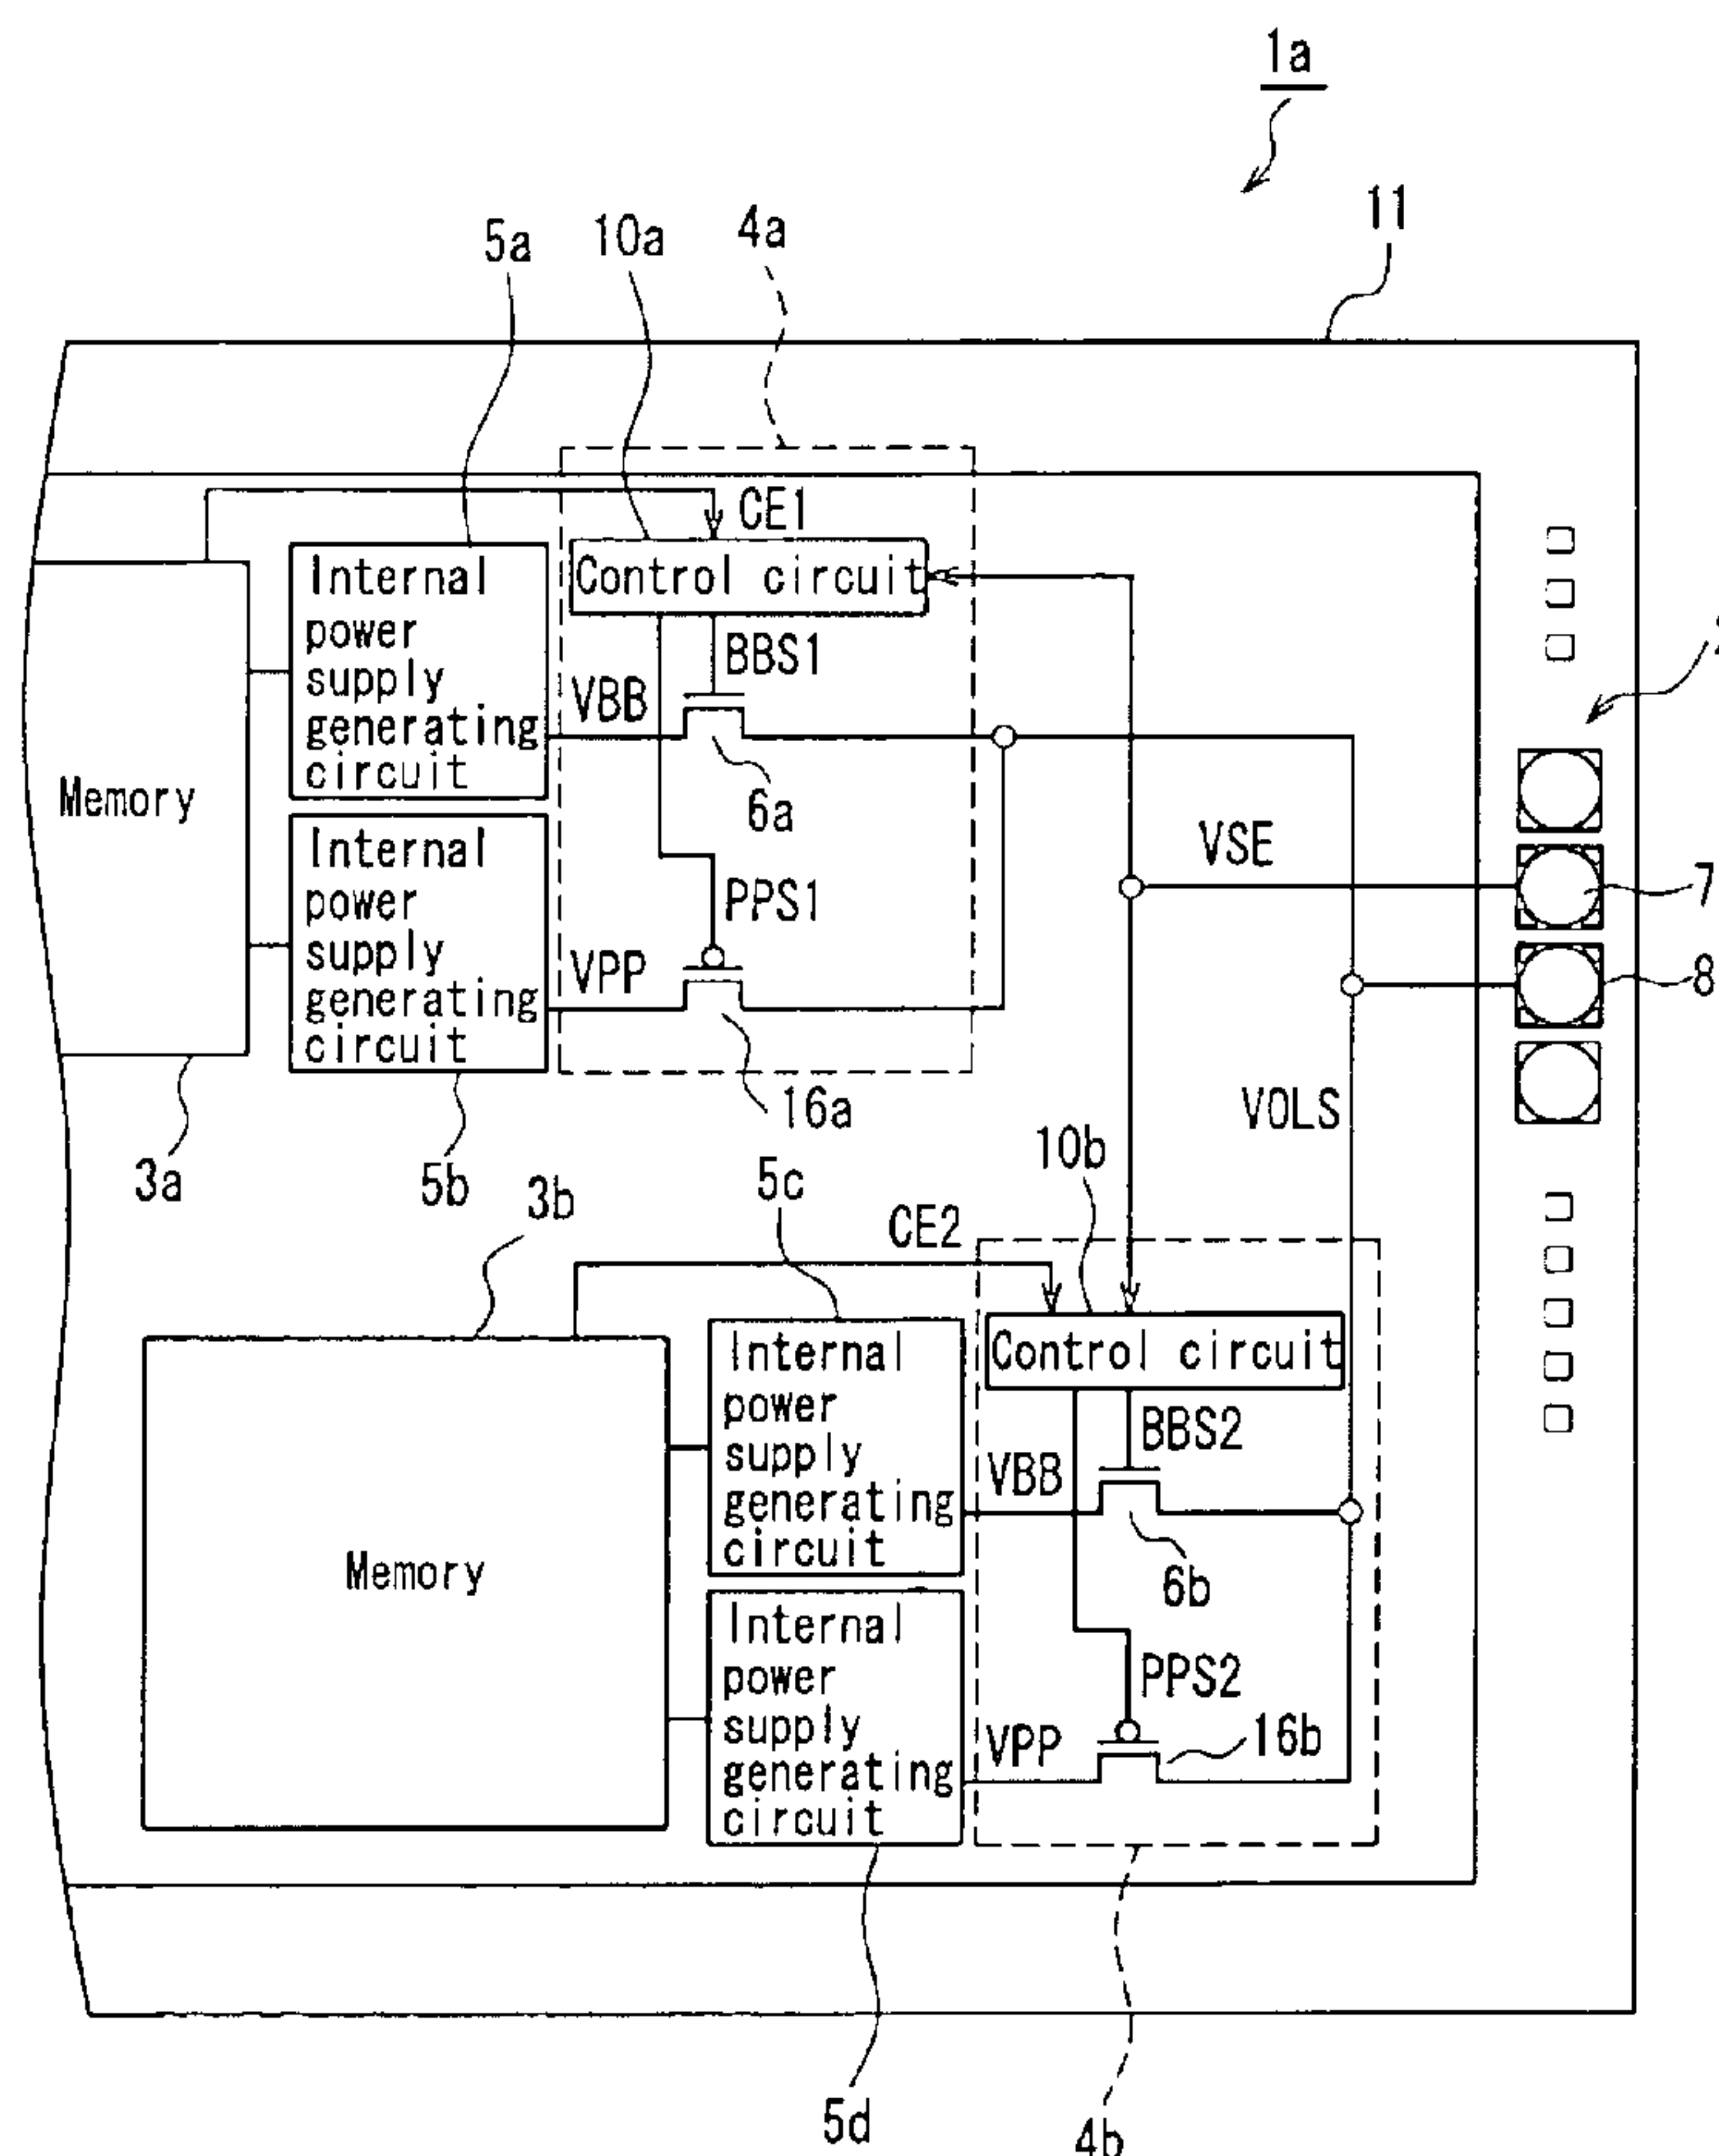 1a
11
5a
10a
4a
CE1
Control circuit
Internal
power
supply
generating
circuit
BBS1
VBB
6a
Memory
VSE
7
Internal
power
supply
generating
circuit
PPS1
VPP
8
16a
VOLS
3a
5b
3b
5c
10b
CE2
Control circuit
Internal
power
supply
generating
circuit
BBS2
VBB
6b
Memory
Internal
power
supply
generating
circuit
PPS2
VPP
16b
5d
4b